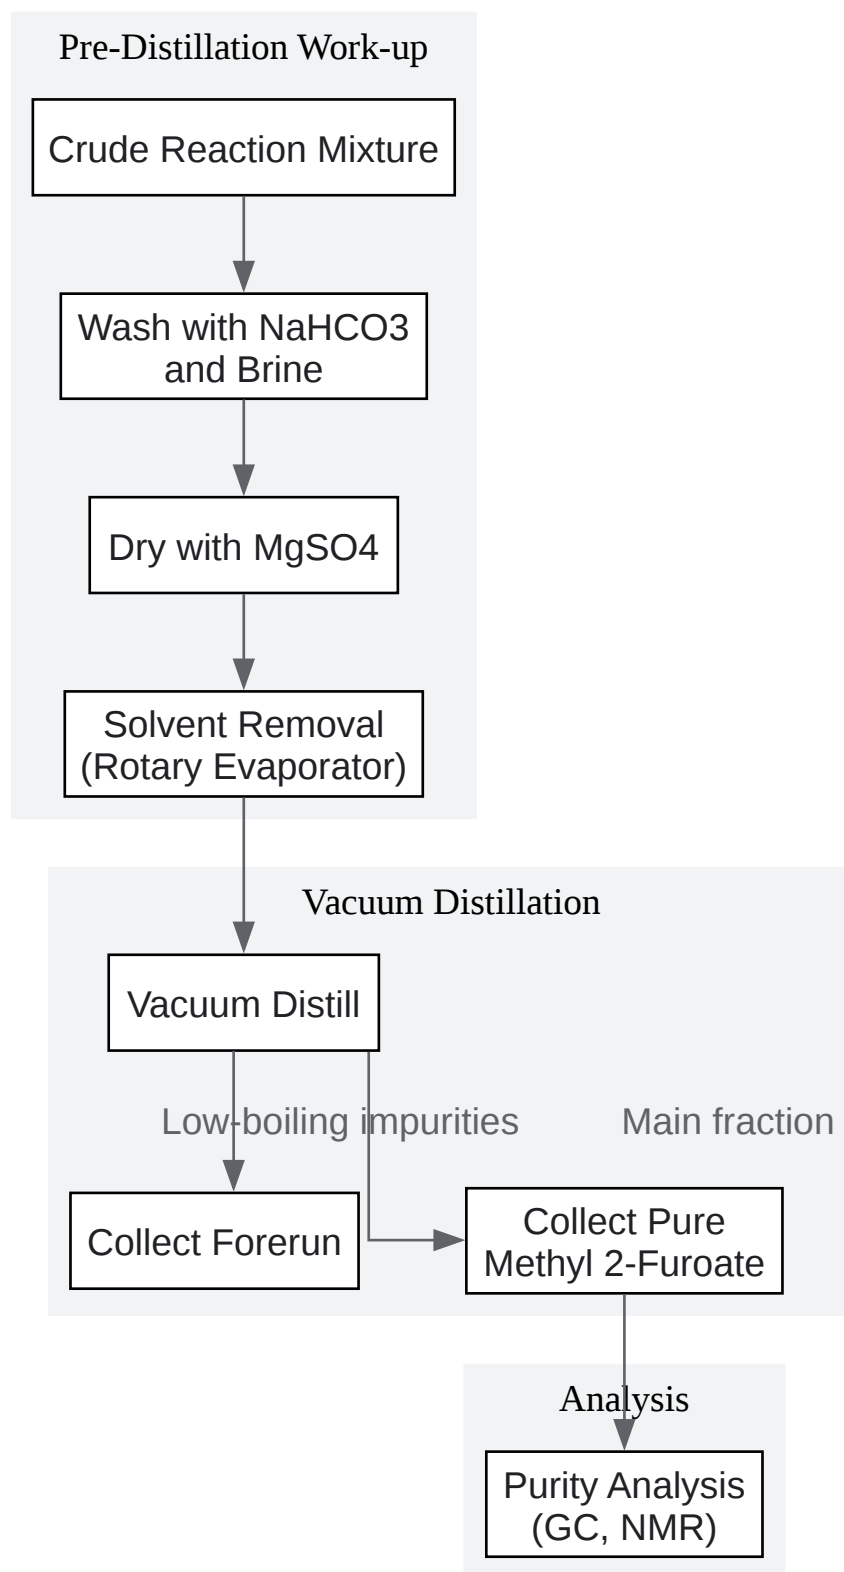 Pre-Distillation Work-up
Crude Reaction Mixture
Wash with NaHCO3
and Brine
Dry with MgSO4
Solvent Removal
(Rotary Evaporator)
Vacuum Distillation
Vacuum Distill
Low-boiling impurities
Main fraction
Collect Forerun
Collect Pure
Methyl 2-Furoate
Analysis
Purity Analysis
(GC, NMR)